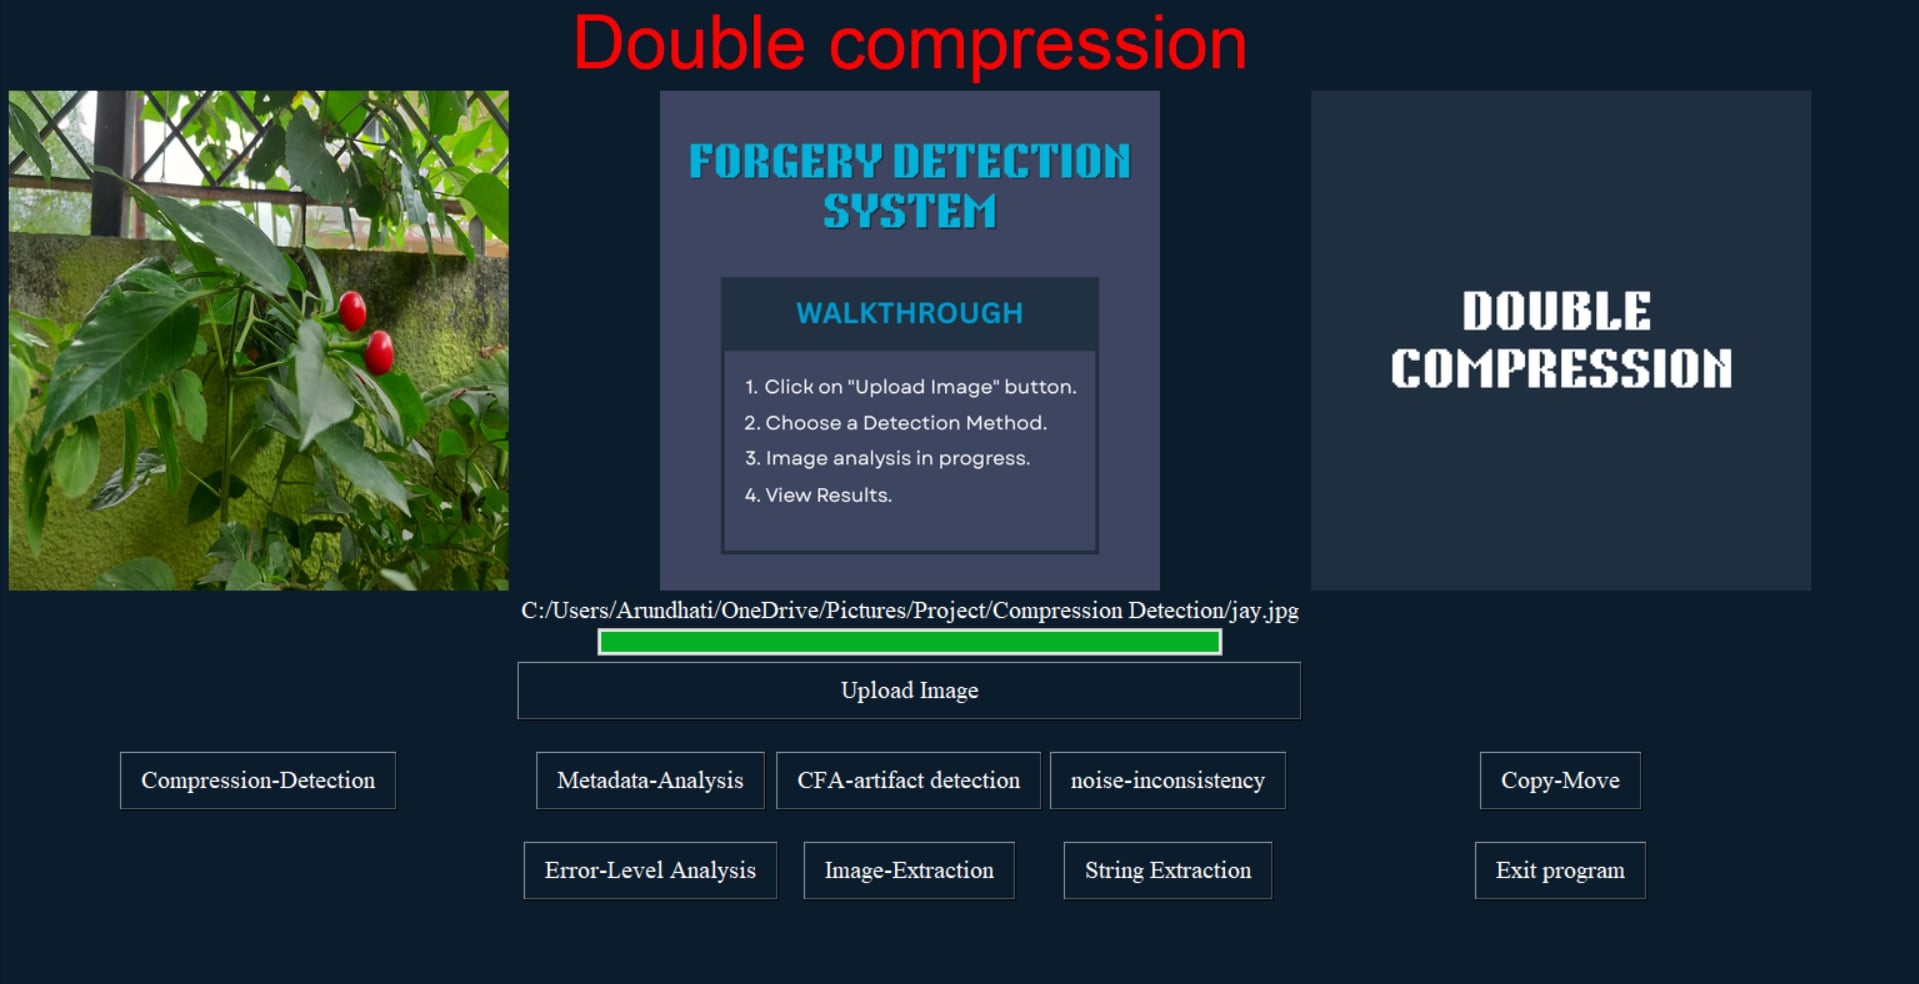 Double compression
FORGERY DETECTION
SYSTEM
WALKTHROUGH
1. Click on "Upload Image" button.
2. Choose a Detection Method.
3. Image analysis in progress.
4. View Results.
DOUBLE
COMPRESSION
C:/Users/Arundhati/OneDrive/Pictures/Project/Compression Detection/jay.jpg
Upload Image
Compression-Detection
Metadata-Analysis
CFA-artifact detection
noise-inconsistency
Copy-Move
Error-Level Analysis
Image-Extraction
String Extraction
Exit program